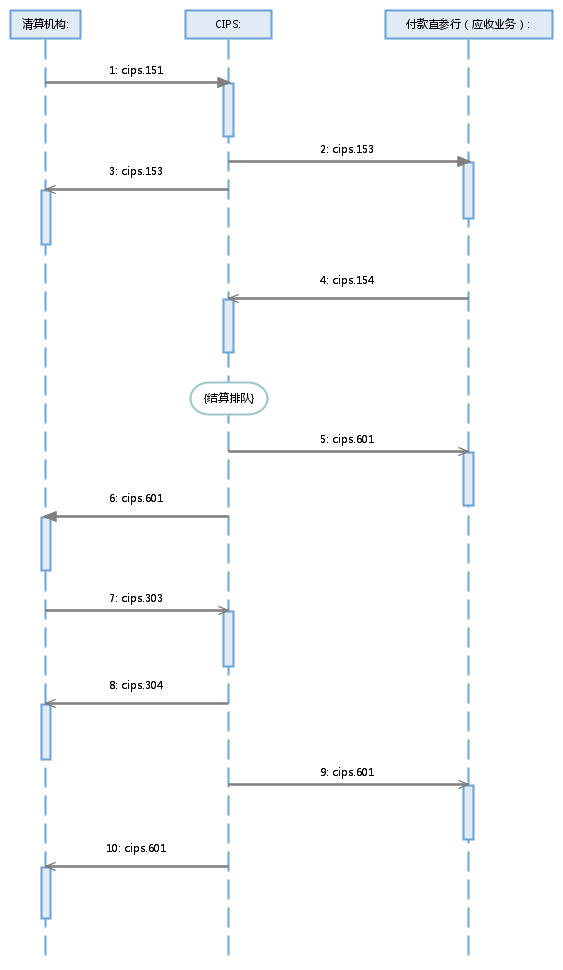 清算机构:
CIPS:
付款直参行（应收业务）:
1: cips.151
2: cips.153
3: cips.153
4: cips.154
{结算排队}
5: cips.601
6: cips.601
7: cips.303
8: cips.304
9: cips.601
10: cips.601